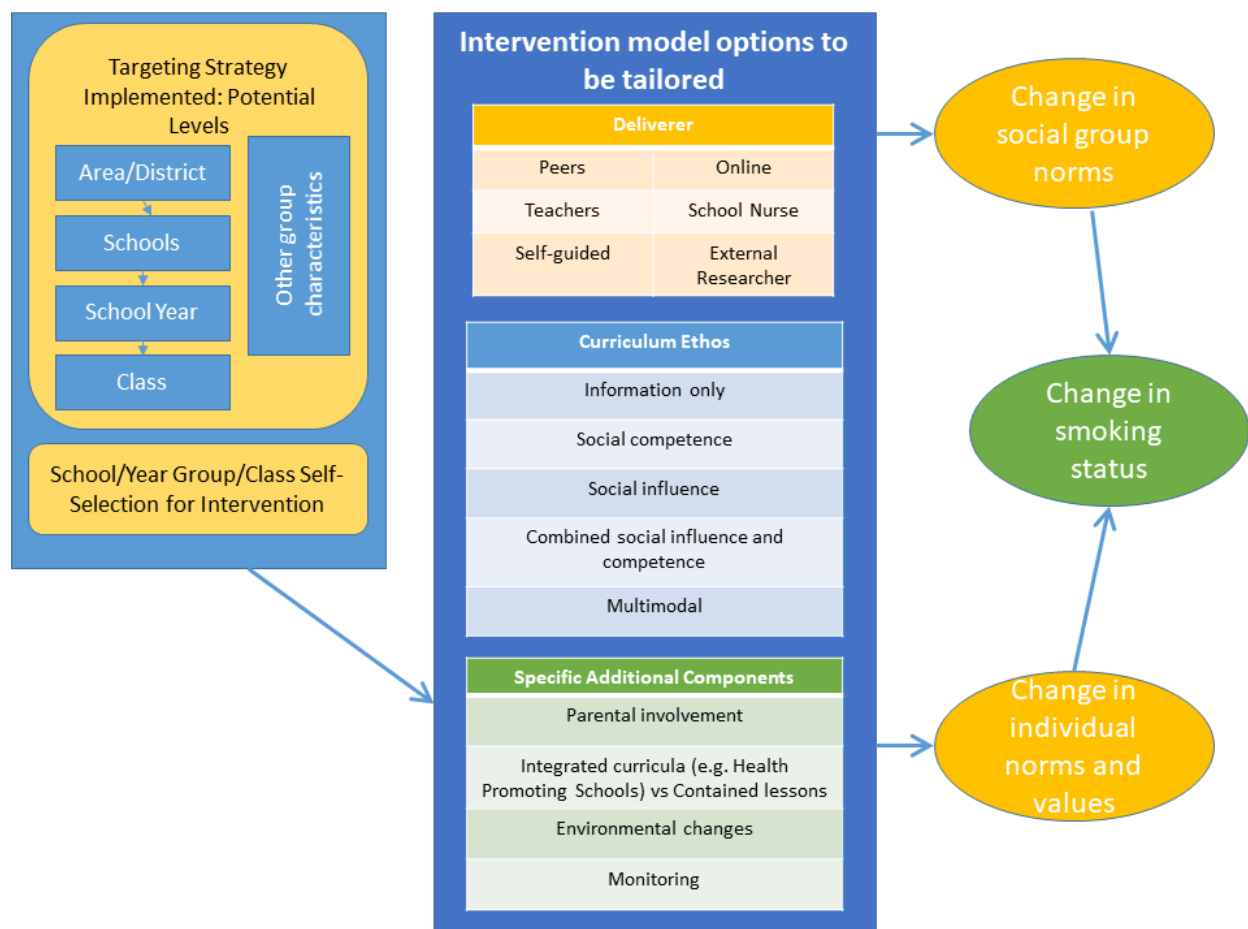 Targeting Strategy
Implemented: Potential
Levels
Area/District
Schools
School Year
Class
Other group
characteristics
School/Year Group/Class Self-
Selection for Intervention
Intervention model options to
be tailored
Deliverer
Peers
Online
Teachers
School Nurse
Self-guided
External
Researcher
Curriculum Ethos
Information only
Social competence
Social influence
Combined social influence and
competence
Multimodal
Specific Additional Components
Parental involvement
Integrated curricula (e.g. Health
Promoting Schools) vs Contained lessons
Environmental changes
Monitoring
Change in
social group
norms
Change in
smoking
status
Change in
individual
norms and
values